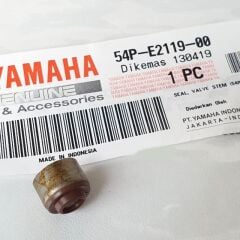 YAMAHA
GENUINE
& Accessories
54P-E2119-00
Dikemas 130419
1 PC
SEAL, VALVE STEM
Diedarkan Oleh
PT. YAMAHA INDON
JAKARTA-INDO
MADE IN INDONESIA